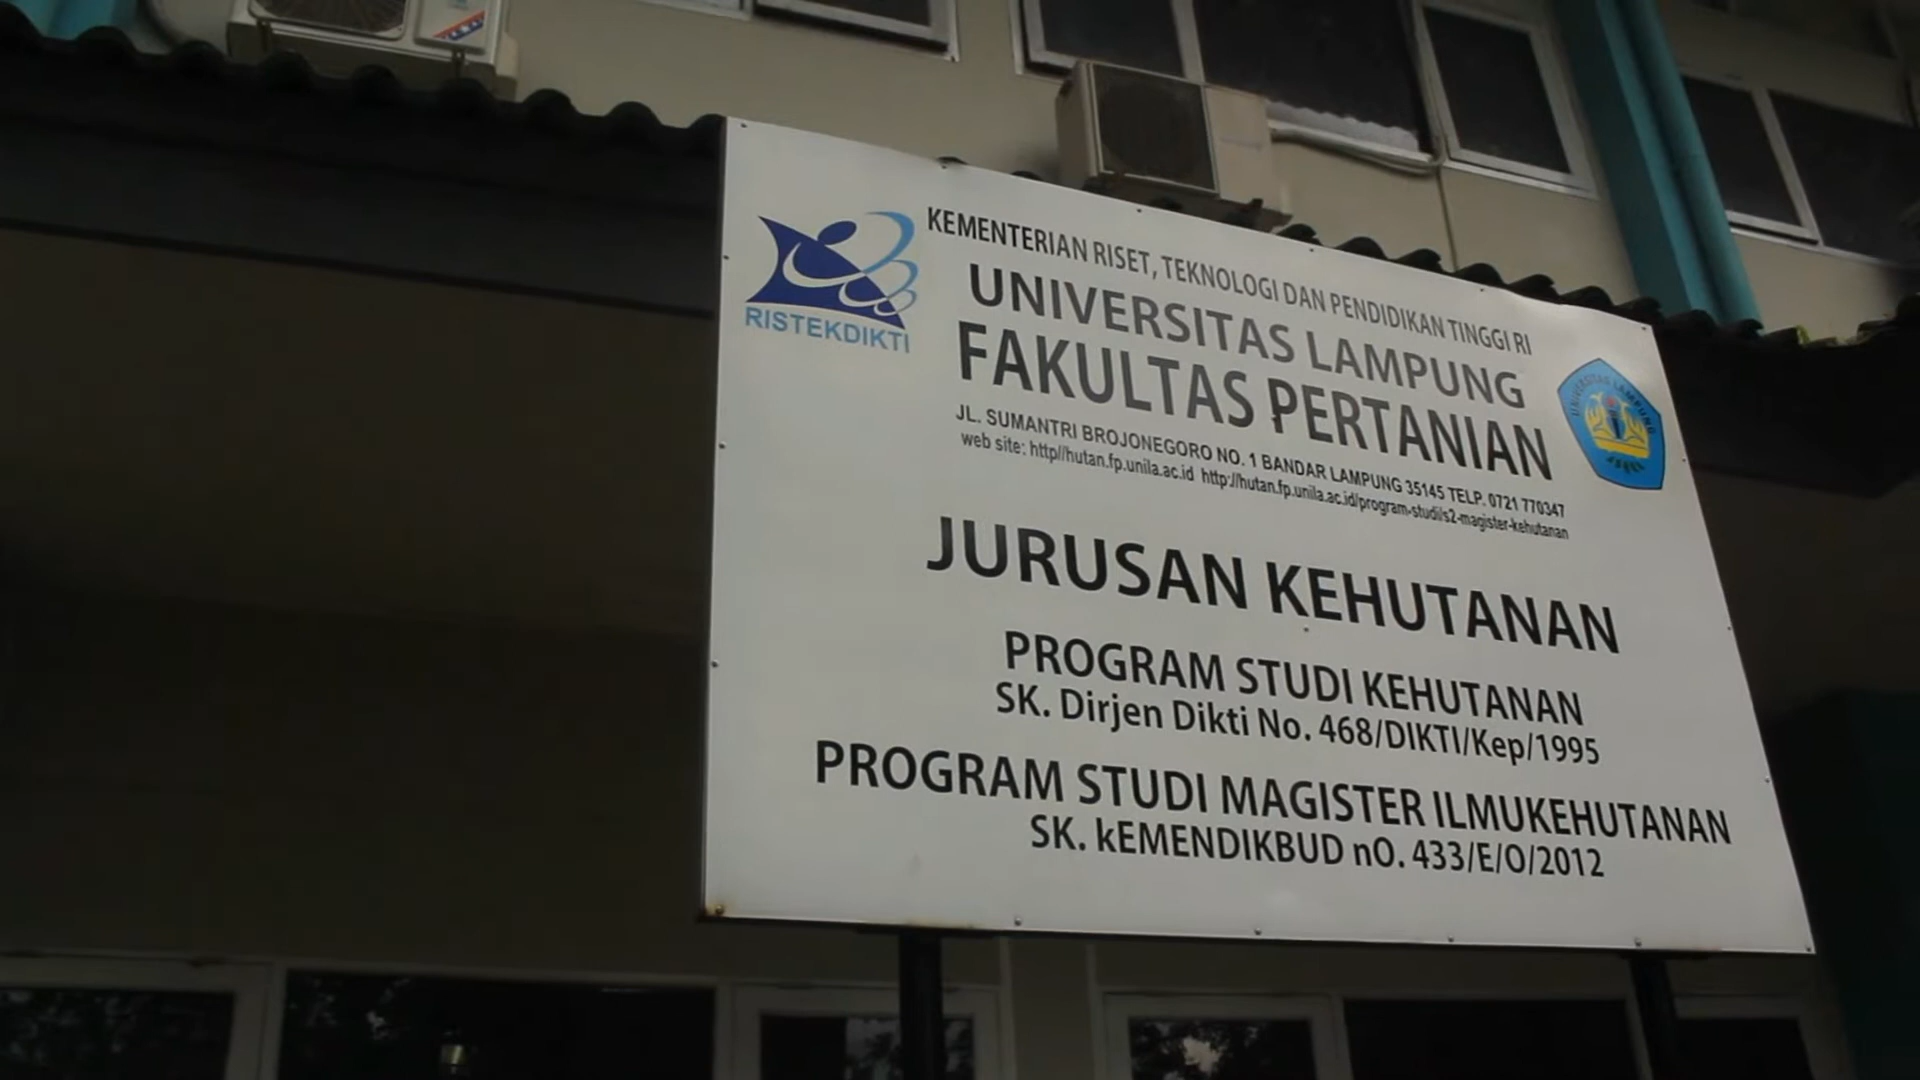 KEMENTERIAN RISET, TEKNOLOGI DAN PENDIDIKAN TINGGI RI
RISTEKDIKTI
UNIVERSITAS LAMPUNG
FAKULTAS PERTANIAN
UNIVERSITAS LAMPUNG
JL. SUMANTRI BROJONEGORO NO. 1 BANDAR LAMPUNG 35145 TELP. 0721 770347
web site: http//hutan.fp.unila.ac.id http://hutan.fp.unila.ac.id/program-studi/s2-magister-kehutanan
JURUSAN KEHUTANAN
PROGRAM STUDI KEHUTANAN
SK. Dirjen Dikti No. 468/DIKTI/Kep/1995
PROGRAM STUDI MAGISTER ILMUKEHUTANAN
SK. kEMENDIKBUD nO. 433/E/O/2012